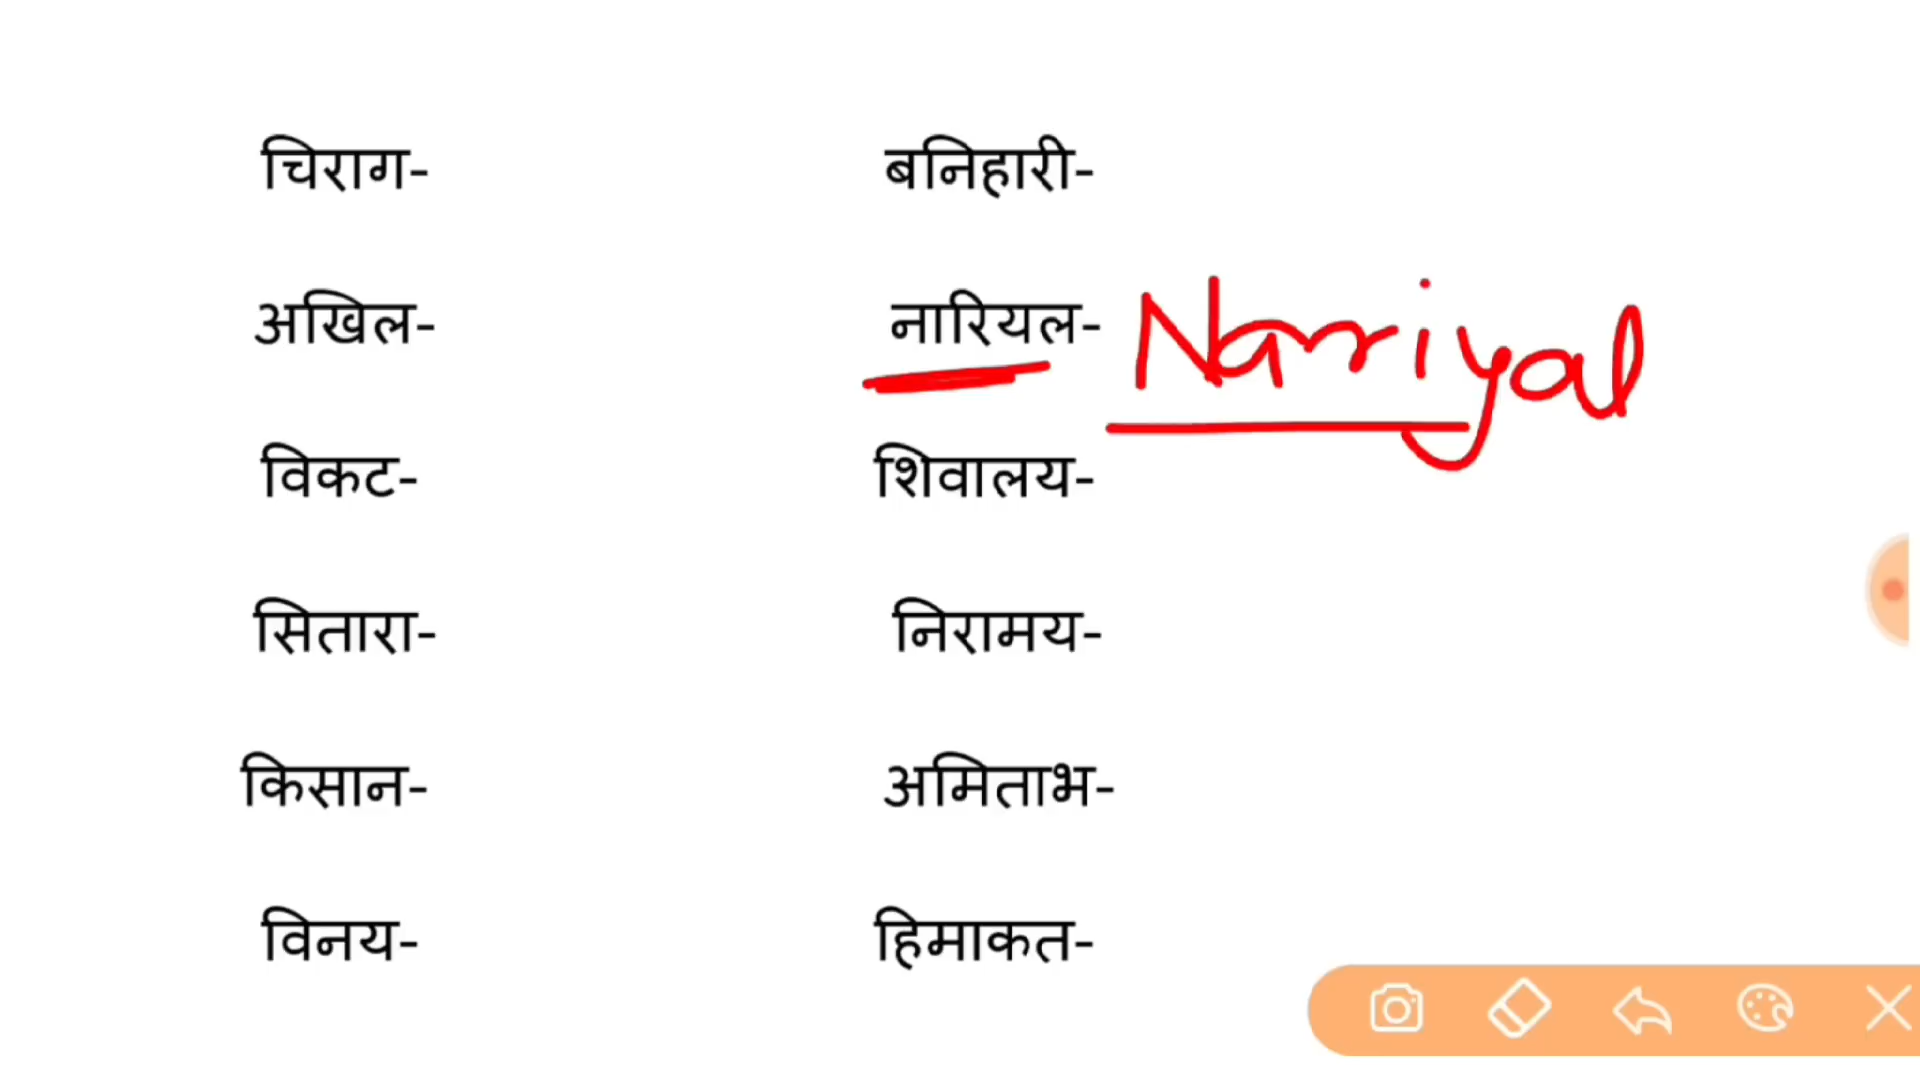 चिराग- बनिहारी-
अखिल- नारियल- Nariyal
विकट- शिवालय-
सितारा- निरामय-
किसान- अमिताभ-
विनय- हिमाकत-